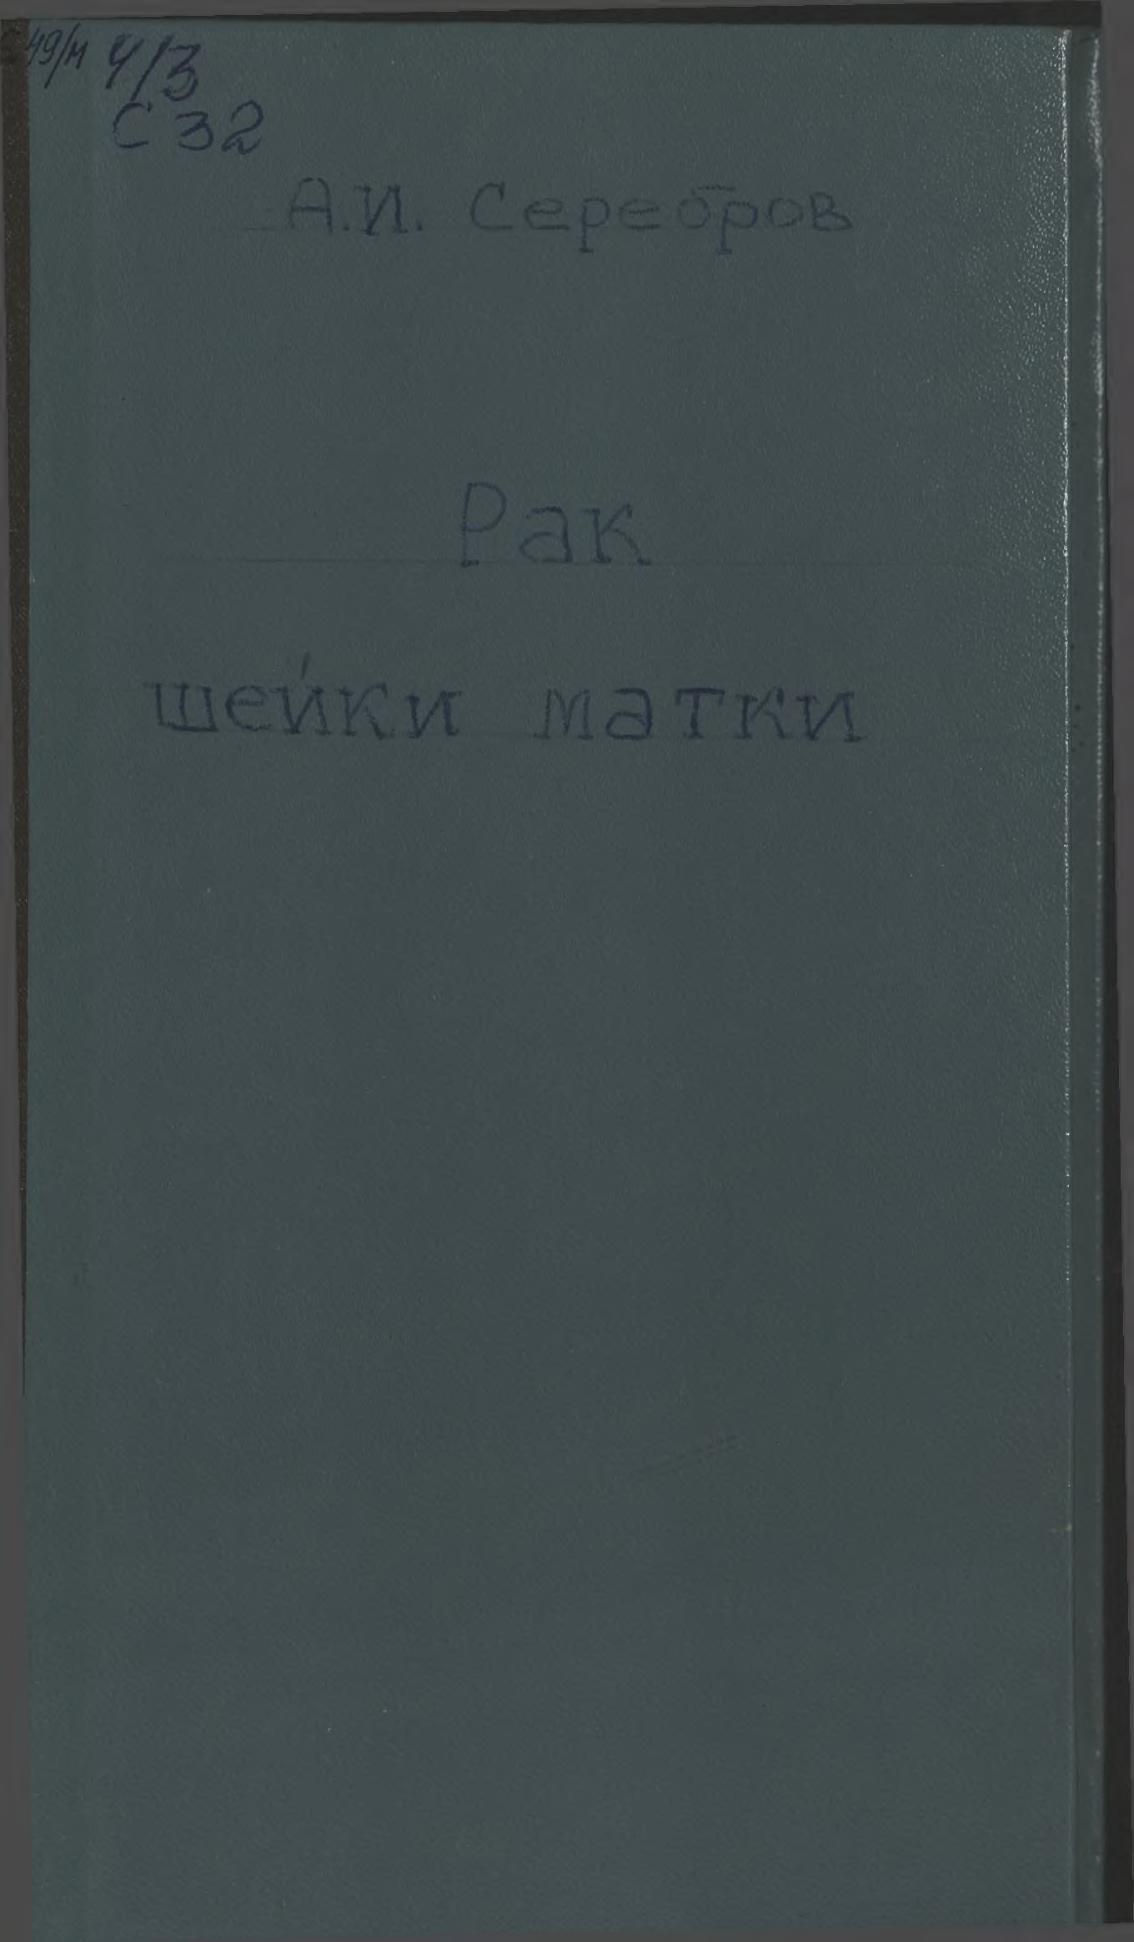 49/м 4/3
С 32
А.И. Серебров
Рак
шейки матки